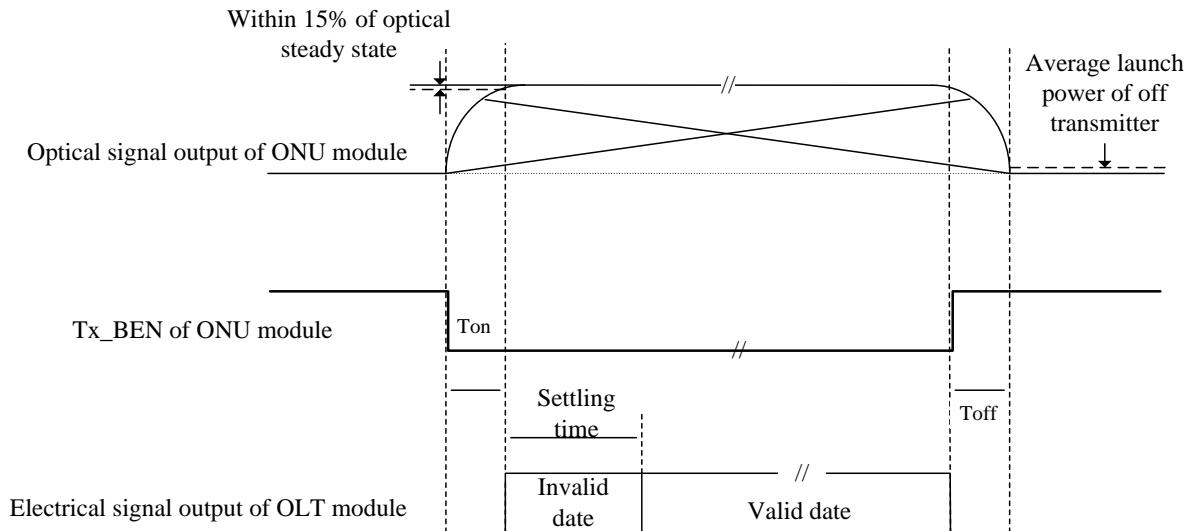 Within 15% of optical
steady state
Average launch
power of off
transmitter
Optical signal output of ONU module
Tx_BEN of ONU module
Ton
Settling
time
Toff
Electrical signal output of OLT module
Invalid
date
Valid date